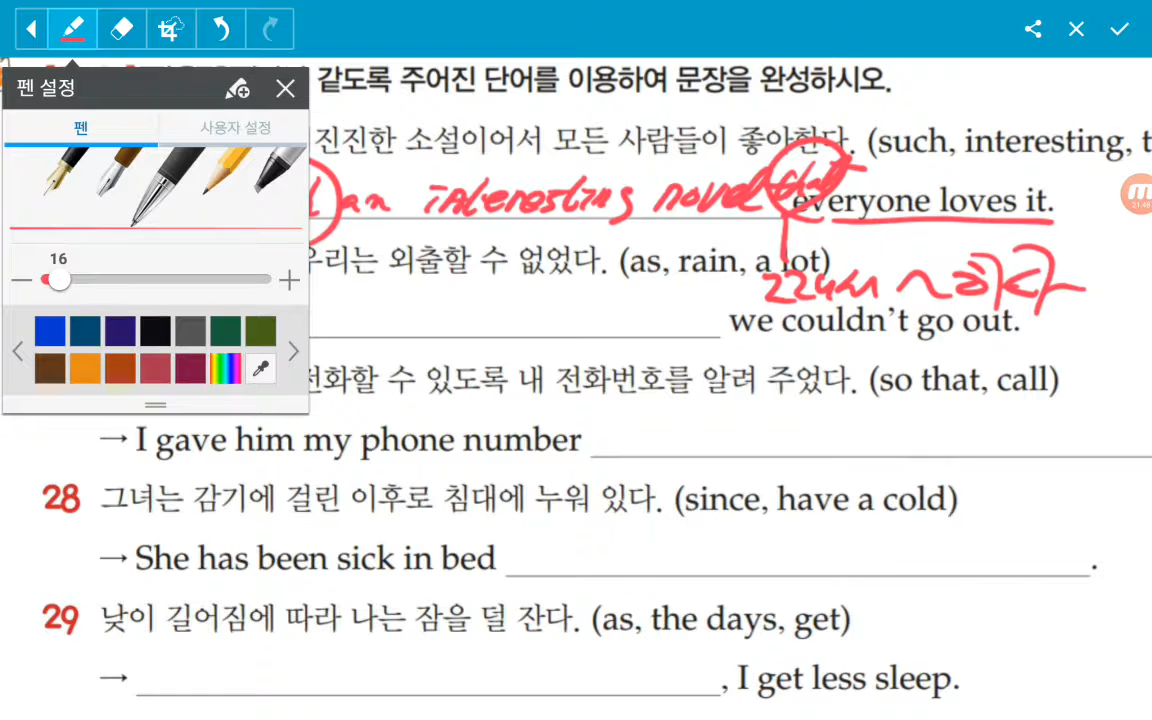 펜 설정
펜
사용자 설정
16
같도록 주어진 단어를 이용하여 문장을 완성하시오.
진진한 소설이어서 모든 사람들이 좋아한다. (such, interesting, t
an interesting novel that everyone loves it.
우리는 외출할 수 없었다. (as, rain, a lot)
we couldn't go out.
전화할 수 있도록 내 전화번호를 알려 주었다. (so that, call)
→ I gave him my phone number
28 그녀는 감기에 걸린 이후로 침대에 누워 있다. (since, have a cold)
→ She has been sick in bed .
29 낮이 길어짐에 따라 나는 잠을 덜 잔다. (as, the days, get)
→ , I get less sleep.